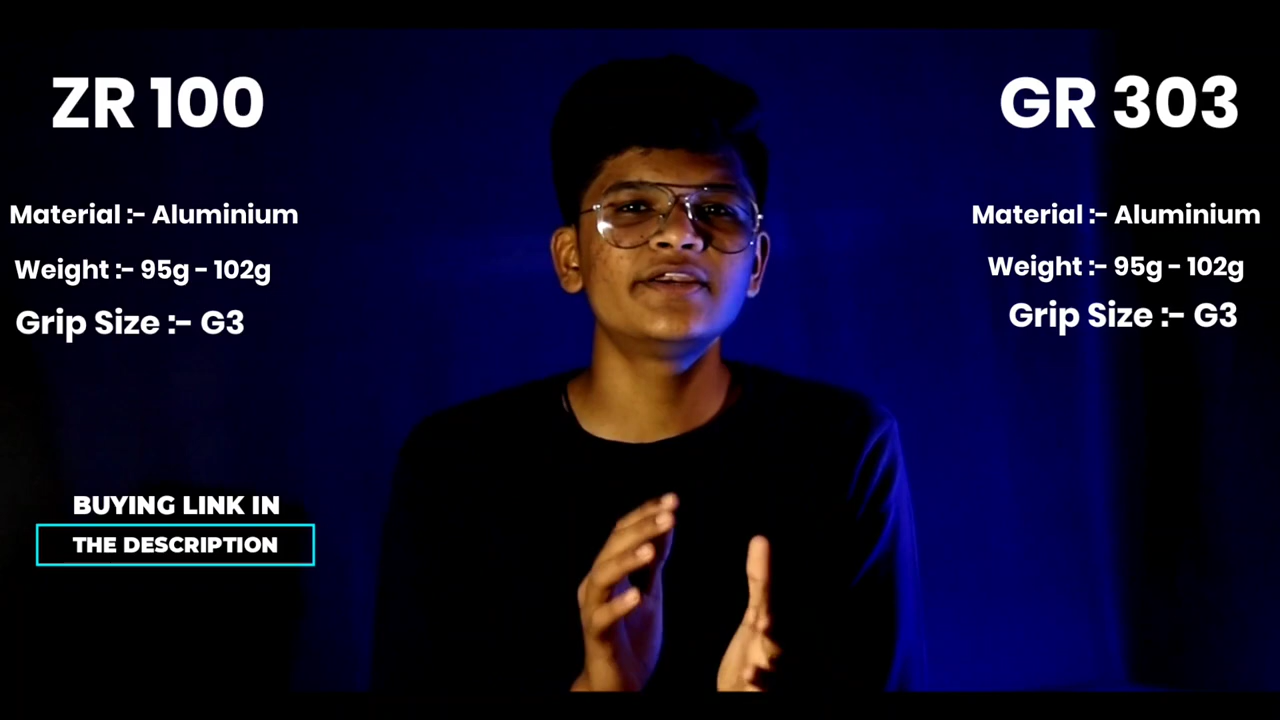 ZR 100
Material :- Aluminium
Weight :- 95g - 102g
Grip Size :- G3
GR 303
Material :- Aluminium
Weight :- 95g - 102g
Grip Size :- G3
BUYING LINK IN
THE DESCRIPTION